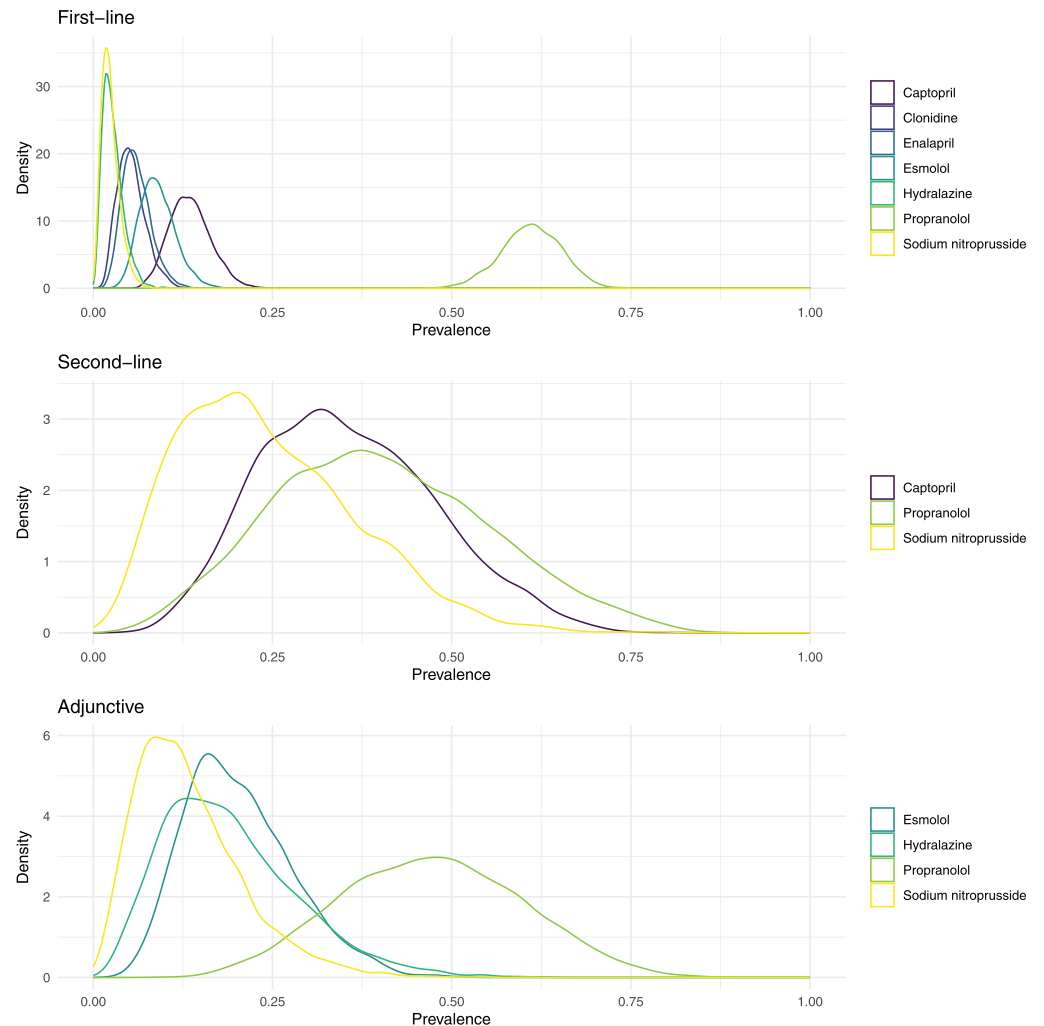 First−line
Density
30
20
10
0
0.00 0.25 0.50 0.75 1.00
Prevalence
Captopril
Clonidine
Enalapril
Esmolol
Hydralazine
Propranolol
Sodium nitroprusside
Second−line
Density
3
2
1
0
0.00 0.25 0.50 0.75 1.00
Prevalence
Captopril
Propranolol
Sodium nitroprusside
Adjunctive
Density
6
4
2
0
0.00 0.25 0.50 0.75 1.00
Prevalence
Esmolol
Hydralazine
Propranolol
Sodium nitroprusside